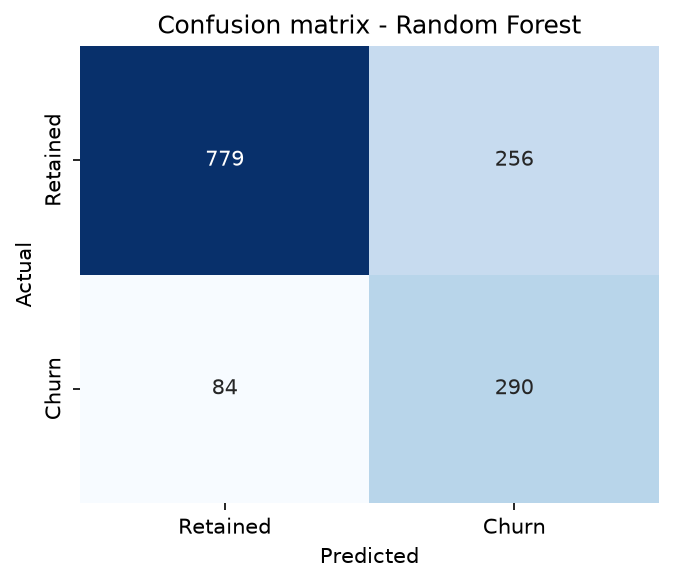 Confusion matrix - Random Forest
Actual
Retained
779
256
Churn
84
290
Retained
Churn
Predicted